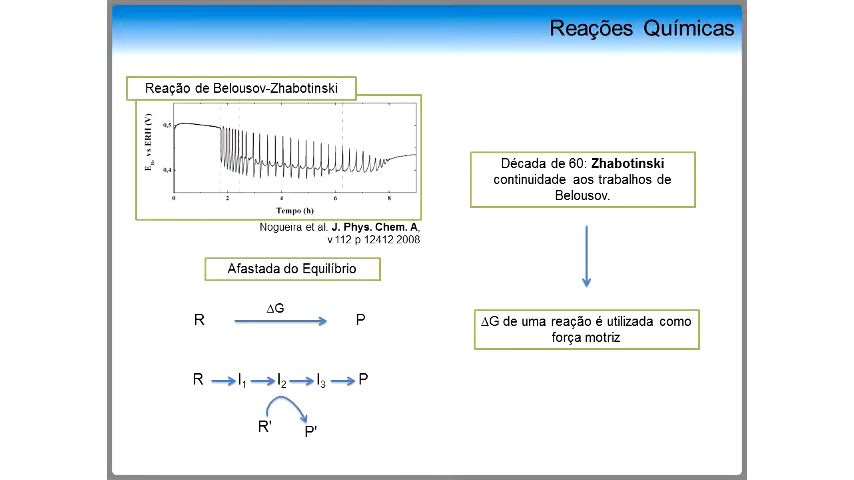 Reações Químicas
Reação de Belousov-Zhabotinski
E_Pt, vs ERH (V)
0,5
0,4
0 2 4 6 8
Tempo (h)
Nogueira et al. J. Phys. Chem. A,
v 112 p 12412 2008
Afastada do Equilíbrio
ΔG
R P
R I1 I2 I3 P
R' P'
Década de 60: Zhabotinski
continuidade aos trabalhos de
Belousov.
ΔG de uma reação é utilizada como
força motriz